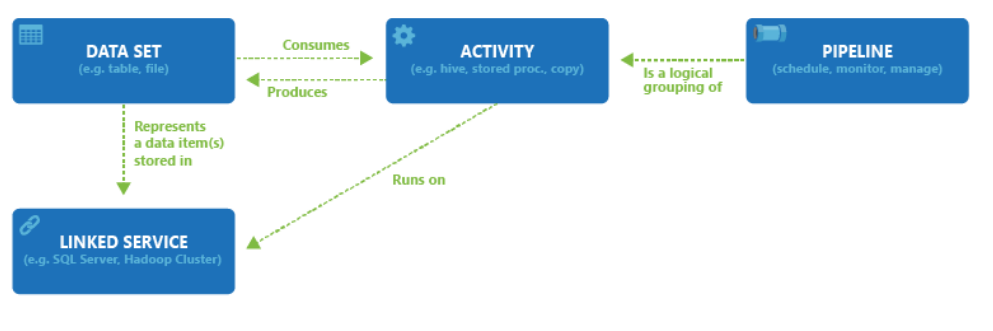 DATA SET
(e.g. table, file)
Consumes
Produces
ACTIVITY
(e.g. hive, stored proc., copy)
Is a logical
grouping of
PIPELINE
(schedule, monitor, manage)
Represents
a data item(s)
stored in
Runs on
LINKED SERVICE
(e.g. SQL Server, Hadoop Cluster)